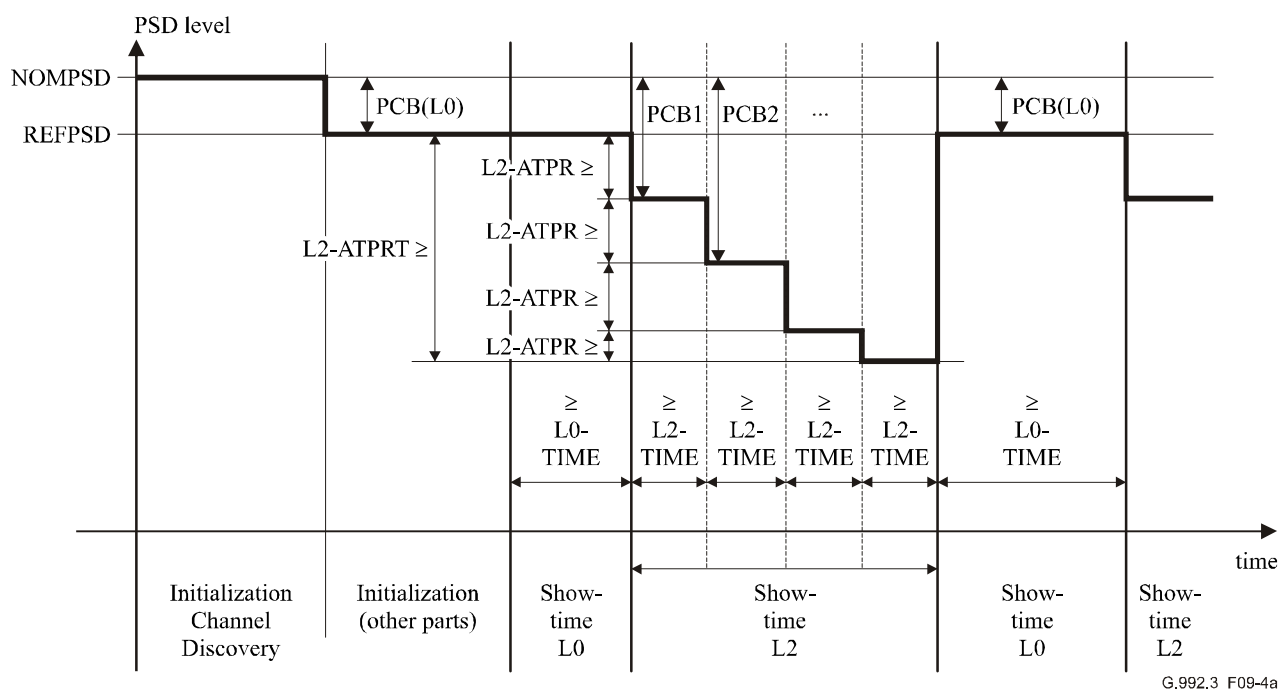 PSD level
NOMPSD
PCB(L0)
PCB1
PCB2
...
PCB(L0)
REFPSD
L2-ATPR ≥
L2-ATPR ≥
L2-ATPRT ≥
L2-ATPR ≥
L2-ATPR ≥
≥
L0-
TIME
≥
L2-
TIME
≥
L2-
TIME
≥
L2-
TIME
≥
L2-
TIME
≥
L0-
TIME
time
Initialization
Channel
Discovery
Initialization
(other parts)
Show-
time
L0
Show-
time
L2
Show-
time
L0
Show-
time
L2
G.992.3_F09-4a